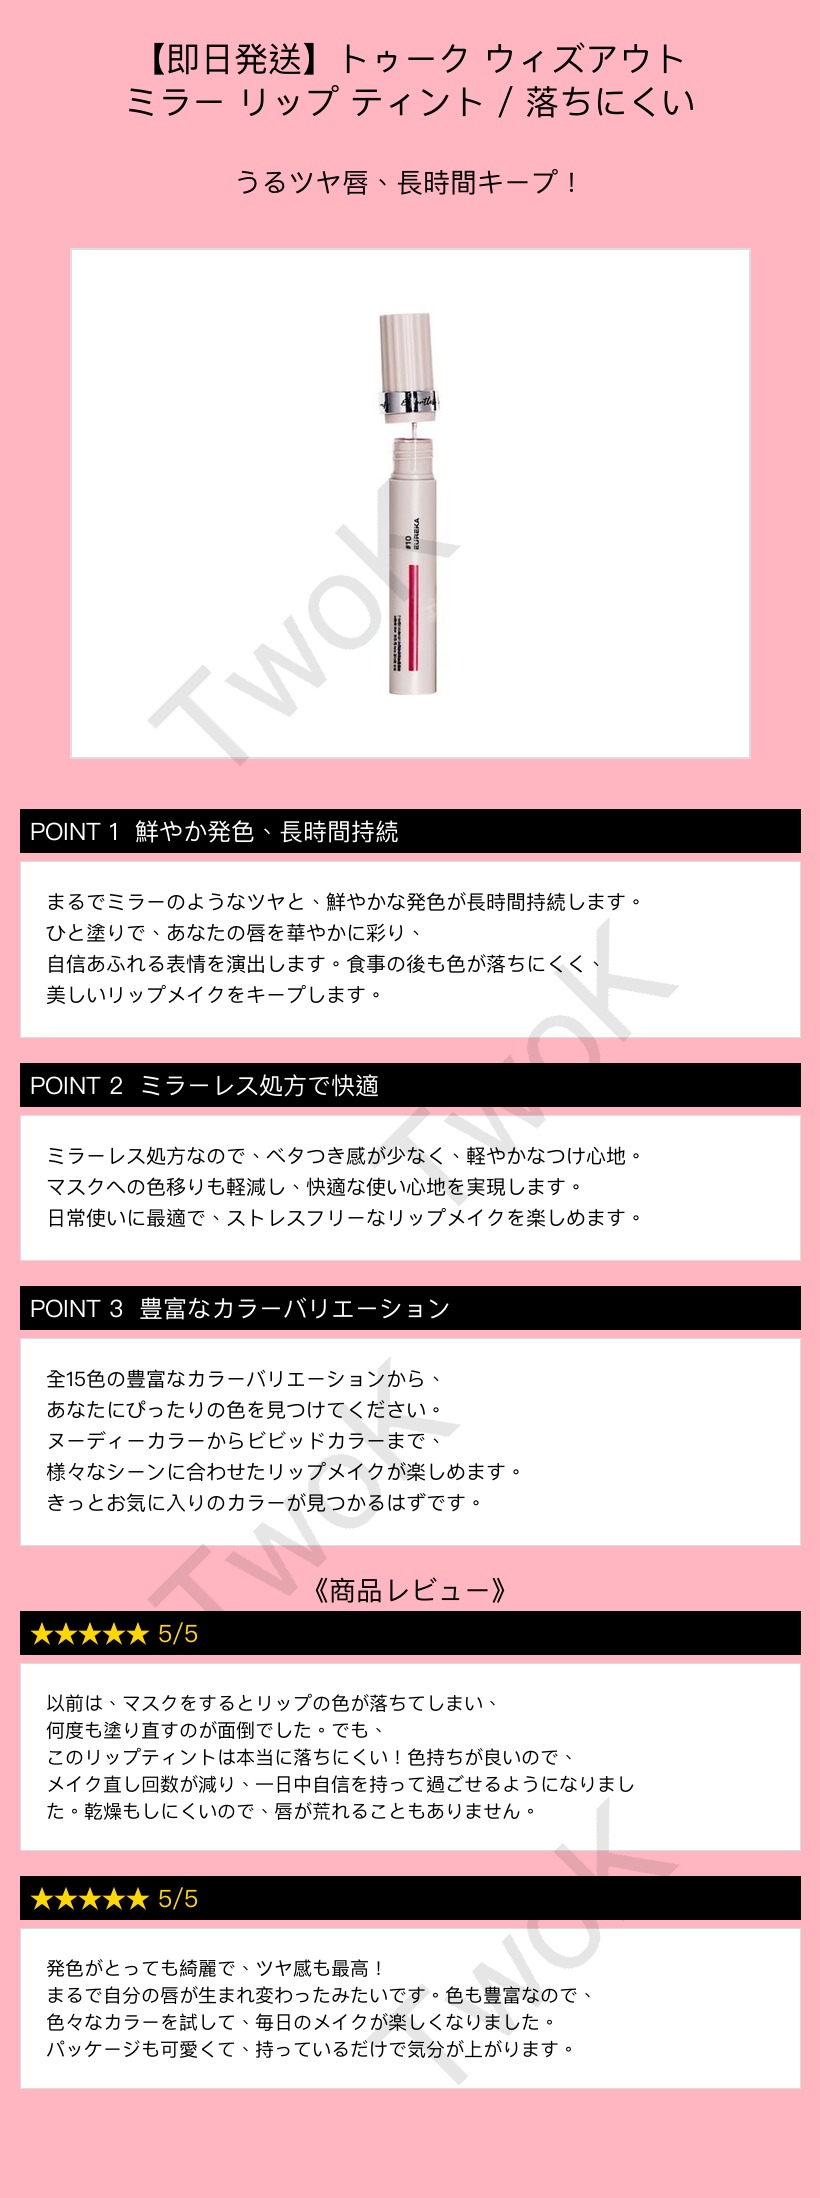 【即日発送】トゥーク ウィズアウト
ミラー リップ ティント / 落ちにくい
うるツヤ唇、長時間キープ！
#10
EUREKA
TwoK
POINT 1 鮮やか発色、長時間持続
まるでミラーのようなツヤと、鮮やかな発色が長時間持続します。
ひと塗りで、あなたの唇を華やかに彩り、
自信あふれる表情を演出します。食事の後も色が落ちにくく、
美しいリップメイクをキープします。
TwoK
POINT 2 ミラーレス処方で快適
ミラーレス処方なので、ベタつき感が少なく、軽やかなつけ心地。
マスクへの色移りも軽減し、快適な使い心地を実現します。
日常使いに最適で、ストレスフリーなリップメイクを楽しめます。
POINT 3 豊富なカラーバリエーション
全15色の豊富なカラーバリエーションから、
あなたにぴったりの色を見つけてください。
ヌーディーカラーからビビッドカラーまで、
様々なシーンに合わせたリップメイクが楽しめます。
きっとお気に入りのカラーが見つかるはずです。
TwoK
《商品レビュー》
★★★★★ 5/5
以前は、マスクをするとリップの色が落ちてしまい、
何度も塗り直すのが面倒でした。でも、
このリップティントは本当に落ちにくい！色持ちが良いので、
メイク直し回数が減り、一日中自信を持って過ごせるようになりまし
た。乾燥もしにくいので、唇が荒れることもありません。
★★★★★ 5/5
発色がとっても綺麗で、ツヤ感も最高！
まるで自分の唇が生まれ変わったみたいです。色も豊富なので、
色々なカラーを試して、毎日のメイクが楽しくなりました。
パッケージも可愛くて、持っているだけで気分が上がります。
TwoK